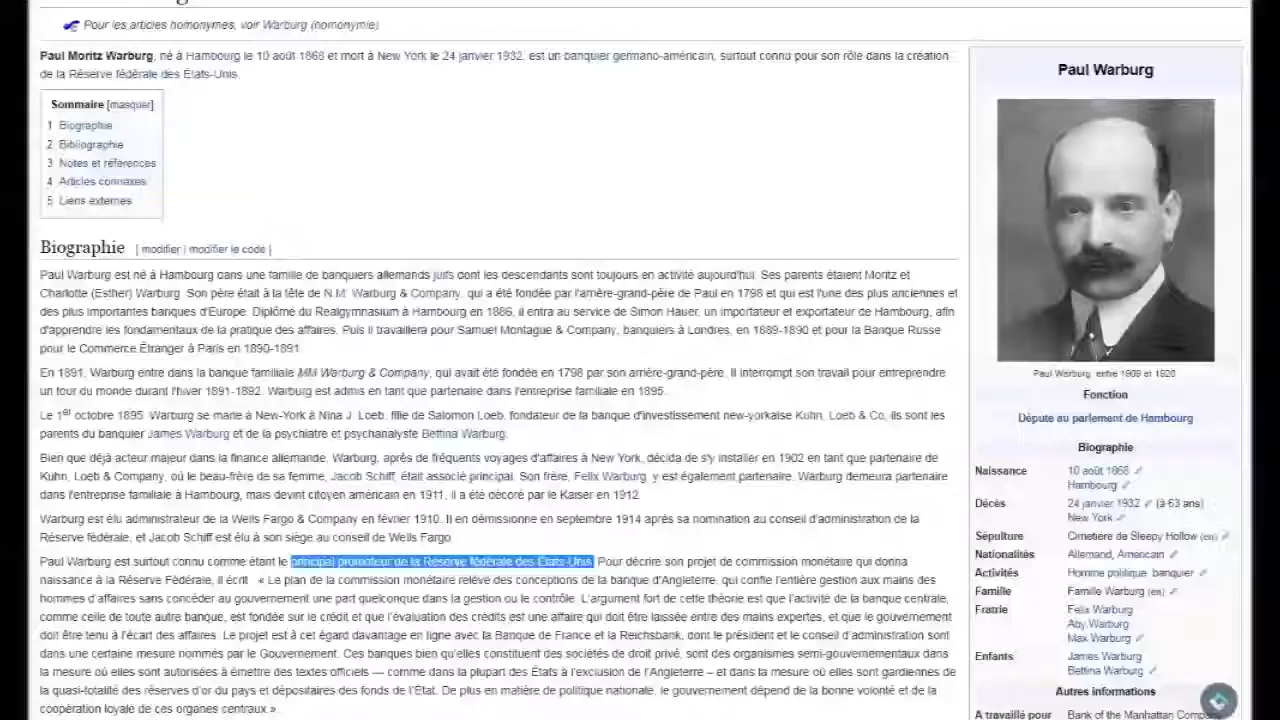 Pour les articles homonymes, voir Warburg (homonymie)
Paul Moritz Warburg, né à Hambourg le 10 août 1868 et mort à New York le 24 janvier 1932, est un banquier germano-américain, surtout connu pour son rôle dans la création
de la Réserve fédérale des États-Unis.
Sommaire [masquer]
1 Biographie
2 Bibliographie
3 Notes et références
4 Articles connexes
5 Liens externes
Biographie [ modifier | modifier le code ]
Paul Warburg est né à Hambourg dans une famille de banquiers allemands juifs dont les descendants sont toujours en activité aujourd'hui. Ses parents étaient Moritz et
Charlotte (Esther) Warburg. Son père était à la tête de N.M. Warburg & Company, qui a été fondée par l'arrière-grand-père de Paul en 1798 et qui est l'une des plus anciennes et
des plus importantes banques d'Europe. Diplômé du Realgymnasium à Hambourg en 1886, il entra au service de Simon Hauer, un importateur et exportateur de Hambourg, afin
d'apprendre les fondamentaux de la pratique des affaires. Puis il travaillera pour Samuel Montague & Company, banquiers à Londres, en 1889-1890 et pour la Banque Russe
pour le Commerce Étranger à Paris en 1890-1891
En 1891, Warburg entre dans la banque familiale MM Warburg & Company, qui avait été fondée en 1798 par son arrière-grand-père. Il interrompt son travail pour entreprendre
un tour du monde durant l'hiver 1891-1892. Warburg est admis en tant que partenaire dans l'entreprise familiale en 1895.
Le 1er octobre 1895 Warburg se marie à New-York à Nina J. Loeb, fille de Salomon Loeb, fondateur de la banque d'investissement new-yorkaise Kuhn, Loeb & Co, ils sont les
parents du banquier James Warburg et de la psychiatre et psychanalyste Bettina Warburg.
Bien que déjà acteur majeur dans la finance allemande, Warburg, après de fréquents voyages d'affaires à New York, décida de s'y installer en 1902 en tant que partenaire de
Kuhn, Loeb & Company, où le beau-frère de sa femme, Jacob Schiff, était associé principal. Son frère, Felix Warburg y est également partenaire. Warburg demeura partenaire
dans l'entreprise familiale à Hambourg, mais devint citoyen américain en 1911, il a été décoré par le Kaiser en 1912.
Warburg est élu administrateur de la Wells Fargo & Company en février 1910. Il en démissionne en septembre 1914 après sa nomination au conseil d'administration de la
Réserve fédérale, et Jacob Schiff est élu à son siège au conseil de Wells Fargo
Paul Warburg est surtout connu comme étant le principal promoteur de la Réserve fédérale des États-Unis. Pour décrire son projet de commission monétaire qui donna
naissance à la Réserve Fédérale, il écrit « Le plan de la commission monétaire relève des conceptions de la banque d'Angleterre, qui confie l'entière gestion aux mains des
hommes d'affaires sans concéder au gouvernement une part quelconque dans la gestion ou le contrôle. L'argument fort de cette théorie est que l'activité de la banque centrale,
comme celle de toute autre banque, est fondée sur le crédit et que l'évaluation des crédits est une affaire qui doit être laissée entre des mains expertes, et que le gouvernement
doit être tenu à l'écart des affaires. Le projet est à cet égard davantage en ligne avec la Banque de France et la Reichsbank, dont le président et le conseil d'administration sont
dans une certaine mesure nommés par le Gouvernement. Ces banques bien qu'elles constituent des sociétés de droit privé, sont des organismes semi-gouvernementaux dans
la mesure où elles sont autorisées à émettre des textes officiels — comme dans la plupart des États à l'exclusion de l'Angleterre – et dans la mesure où elles sont gardiennes de
la quasi-totalité des réserves d'or du pays et dépositaires des fonds de l'État. De plus en matière de politique nationale, le gouvernement dépend de la bonne volonté et de la
coopération loyale de ces organes centraux ».
Paul Warburg
Paul Warburg entre 1909 et 1920
Fonction
Député au parlement de Hambourg
Biographie
Naissance 10 août 1868
Hambourg
Décès 24 janvier 1932 (à 63 ans)
New York
Sépulture Cimetière de Sleepy Hollow (en)
Nationalités Allemand, Américain
Activités Homme politique banquier
Famille Famille Warburg (en)
Fratrie Felix Warburg
Aby Warburg
Max Warburg
Enfants James Warburg
Bettina Warburg
Autres informations
A travaillé pour Bank of the Manhattan